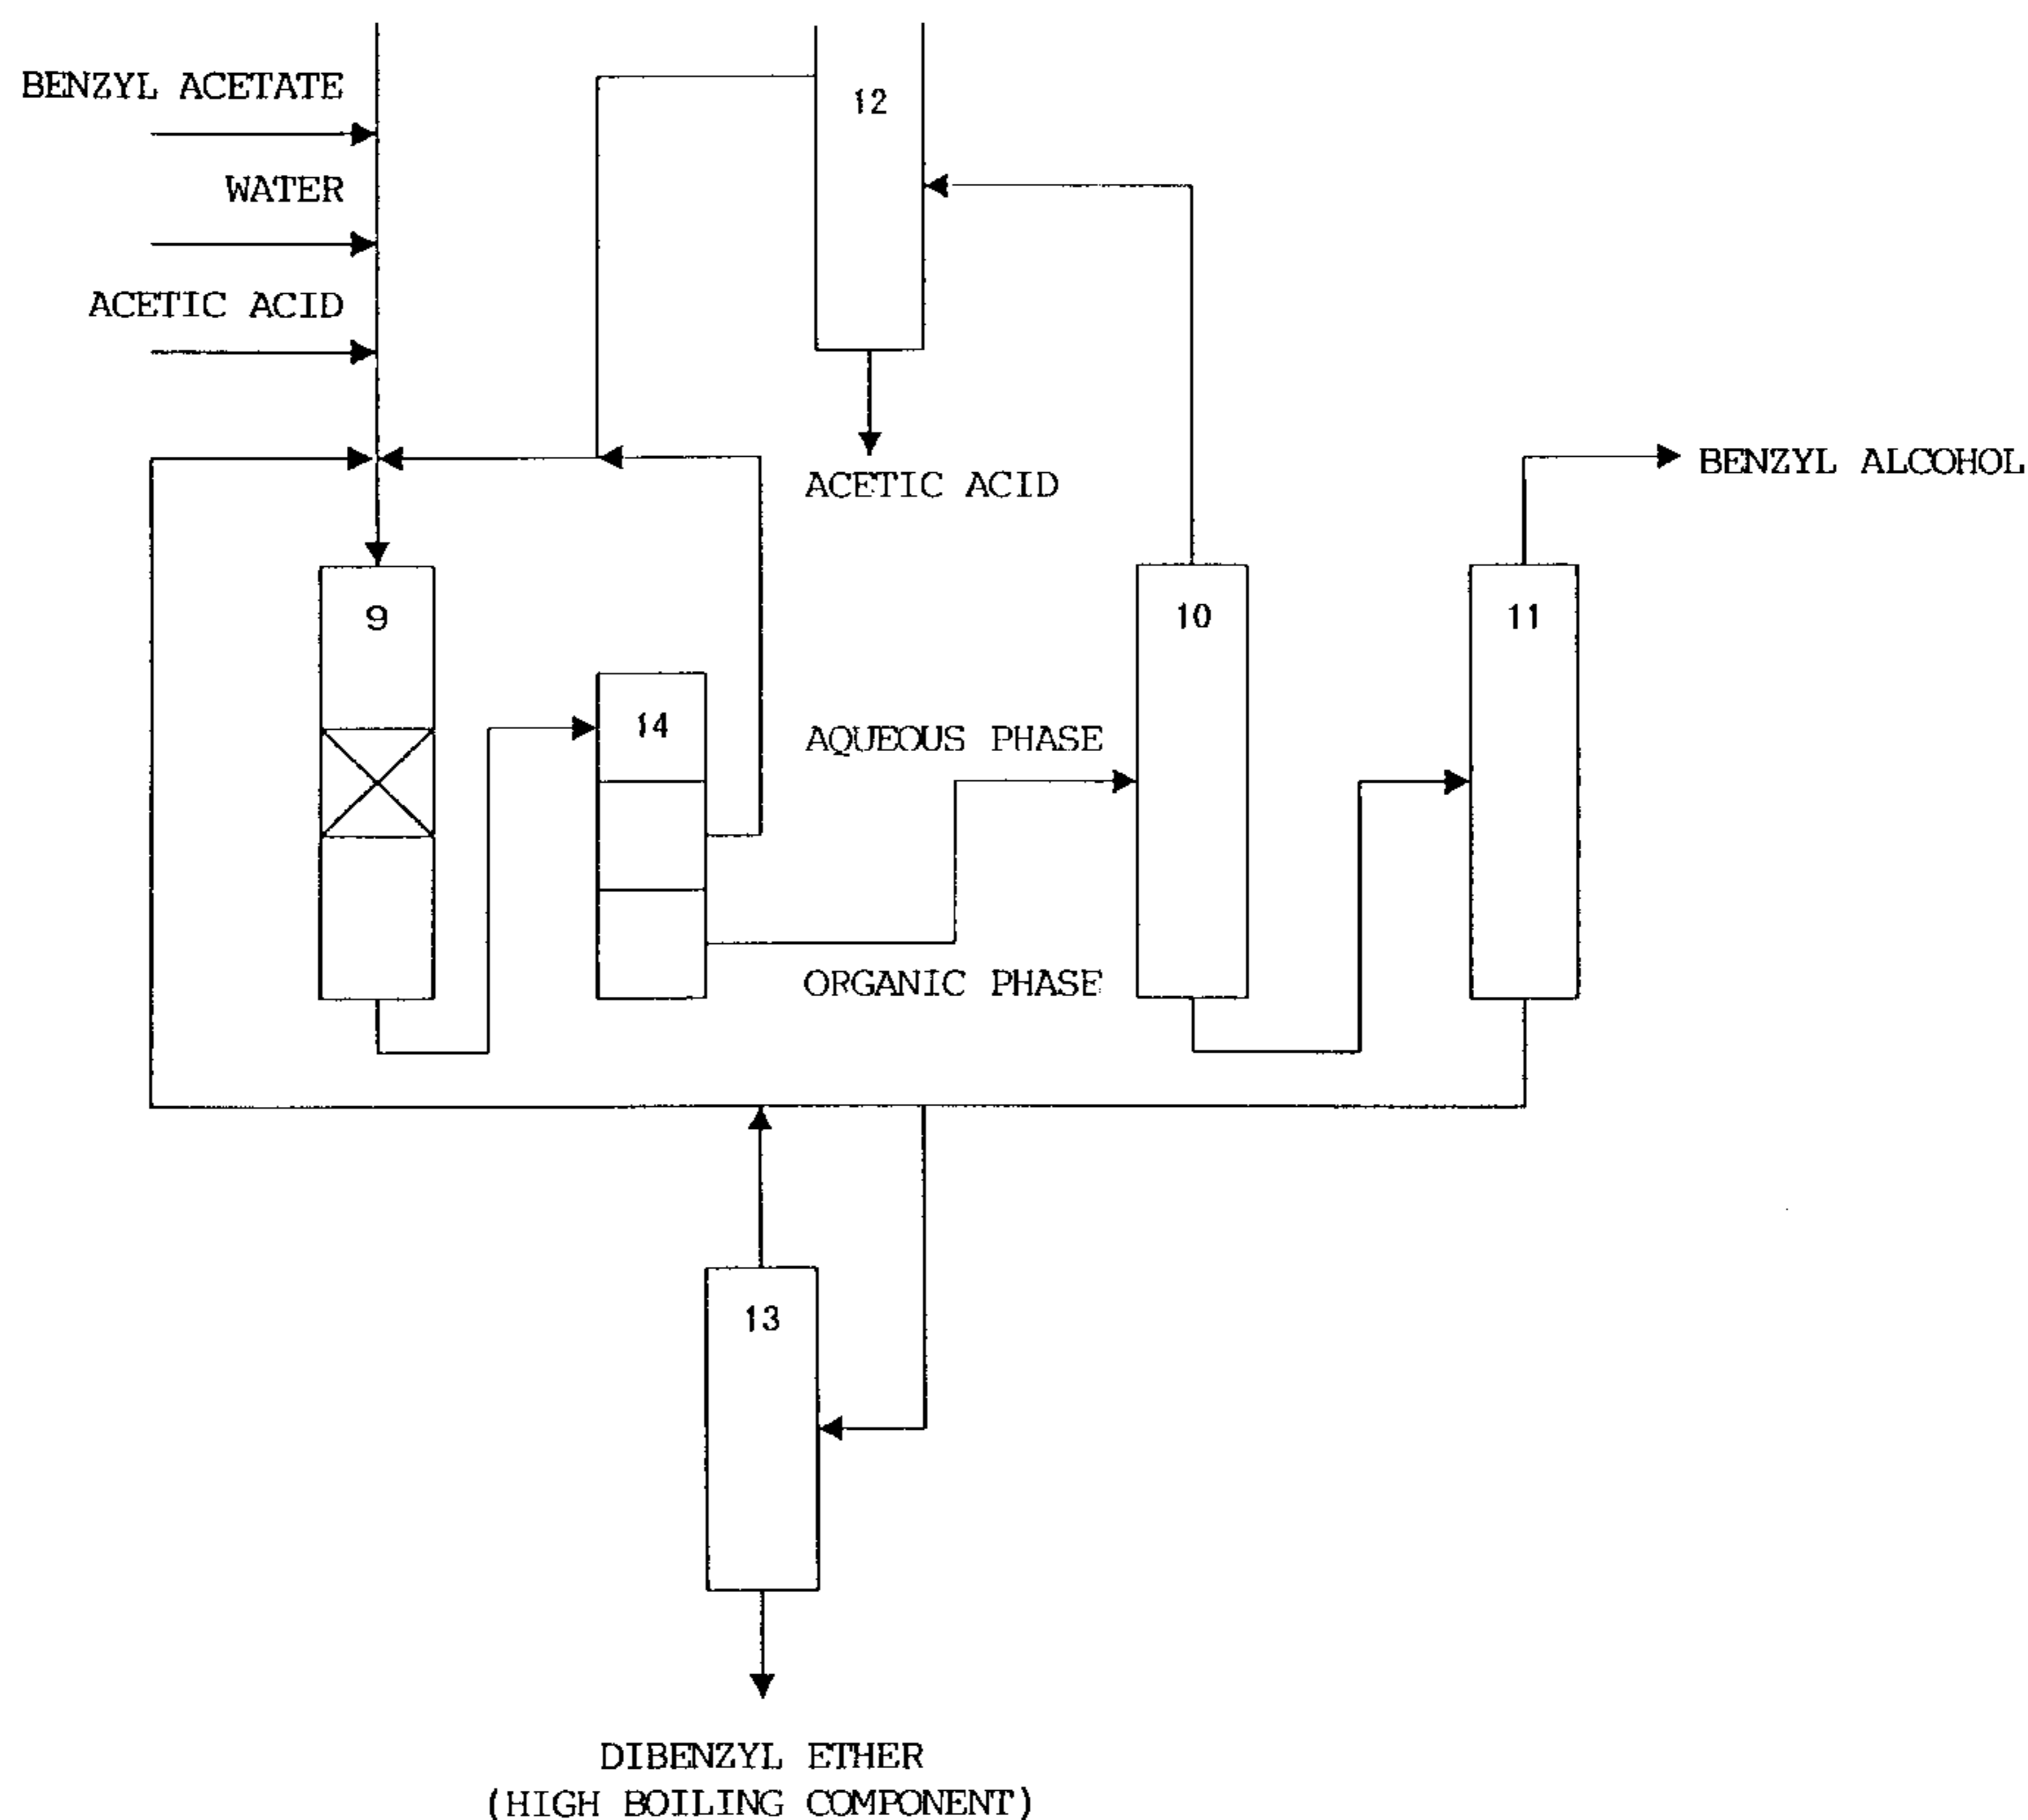 BENZYL ACETATE
12
WATER
ACETIC ACID
BENZYL ALCOHOL
ACETIC ACID
9
10
11
14
AQUEOUS PHASE
ORGANIC PHASE
13
DIBENZYL ETHER
(HIGH BOILING COMPONENT)